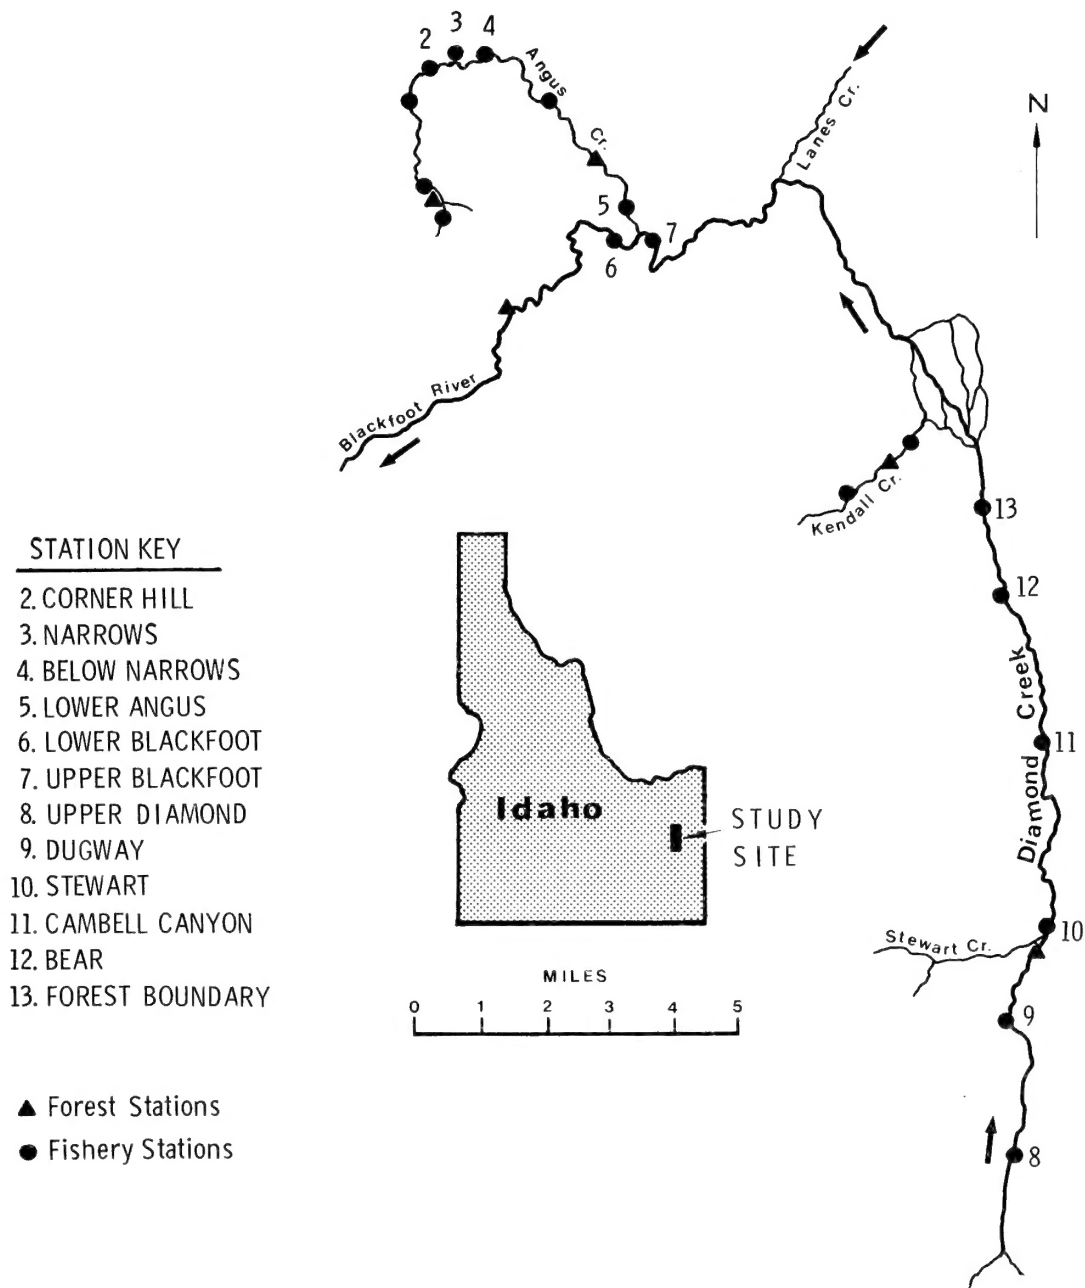 2
3
4
Angus
Cr.
Lanes Cr.
N
5
6
7
Blackfoot River
Kendall Cr.
13
12
Diamond Creek
11
10
Stewart Cr.
9
8
STATION KEY
2. CORNER HILL
3. NARROWS
4. BELOW NARROWS
5. LOWER ANGUS
6. LOWER BLACKFOOT
7. UPPER BLACKFOOT
8. UPPER DIAMOND
9. DUGWAY
10. STEWART
11. CAMBELL CANYON
12. BEAR
13. FOREST BOUNDARY
Idaho
STUDY
SITE
MILES
0 1 2 3 4 5
Forest Stations
Fishery Stations